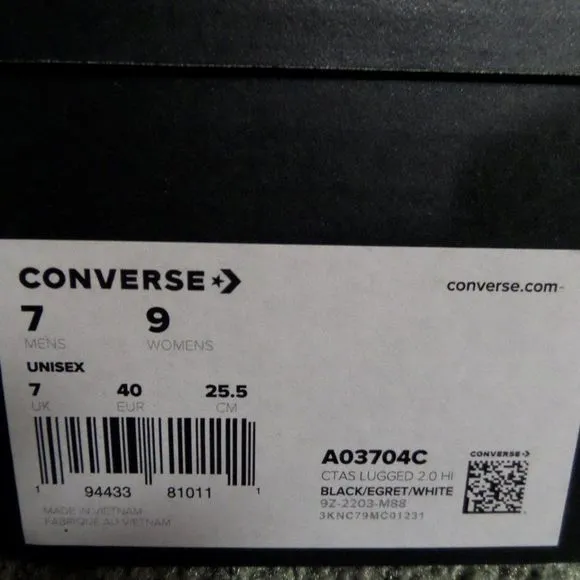 CONVERSE
converse.com
7 9
MENS WOMENS
UNISEX
7 40 25.5
UK EUR CM
1 94433 81011 1
MADE IN VIETNAM
FABRIQUE AU VIETNAM
A03704C
CTAS LUGGED 2.0 HI
BLACK/EGRET/WHITE
9Z-2203-M88
3KNC79MC01231
CONVERSE